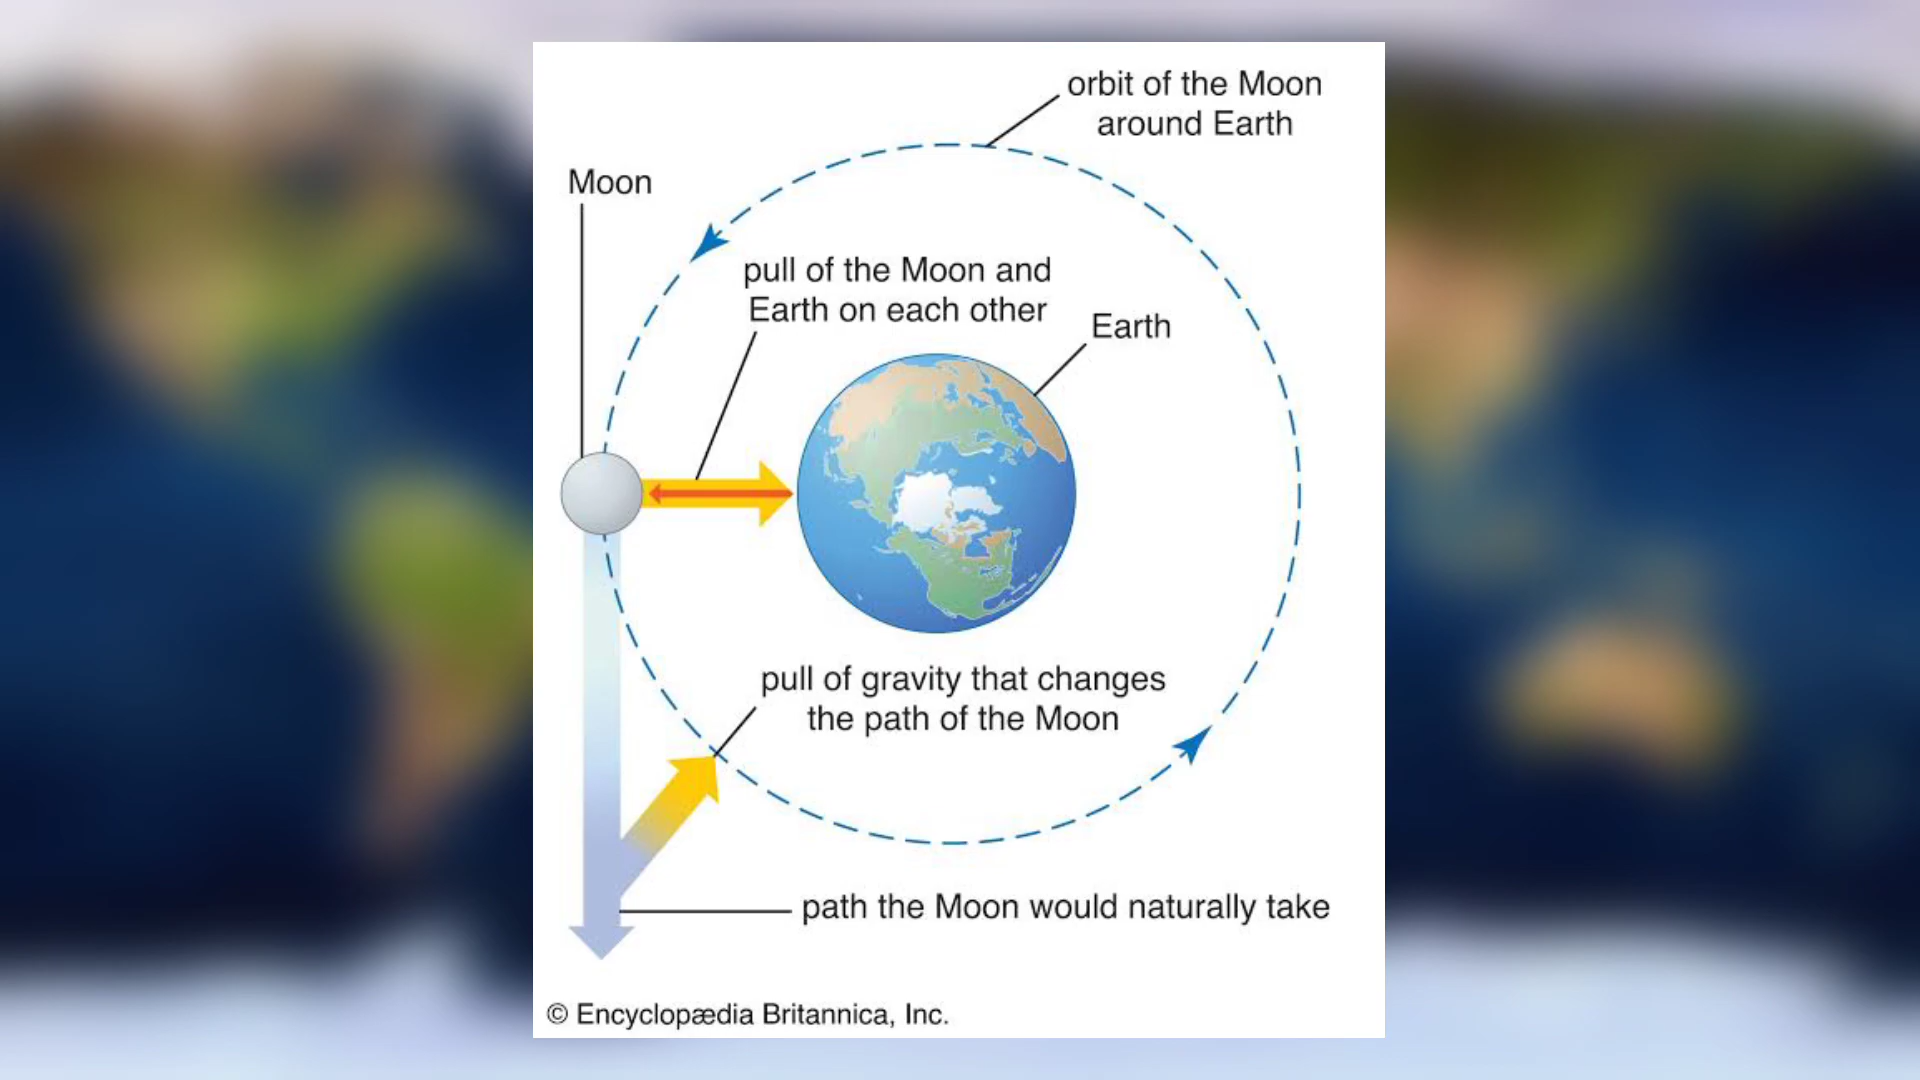 orbit of the Moon
around Earth
Moon
pull of the Moon and
Earth on each other
Earth
pull of gravity that changes
the path of the Moon
path the Moon would naturally take
© Encyclopædia Britannica, Inc.